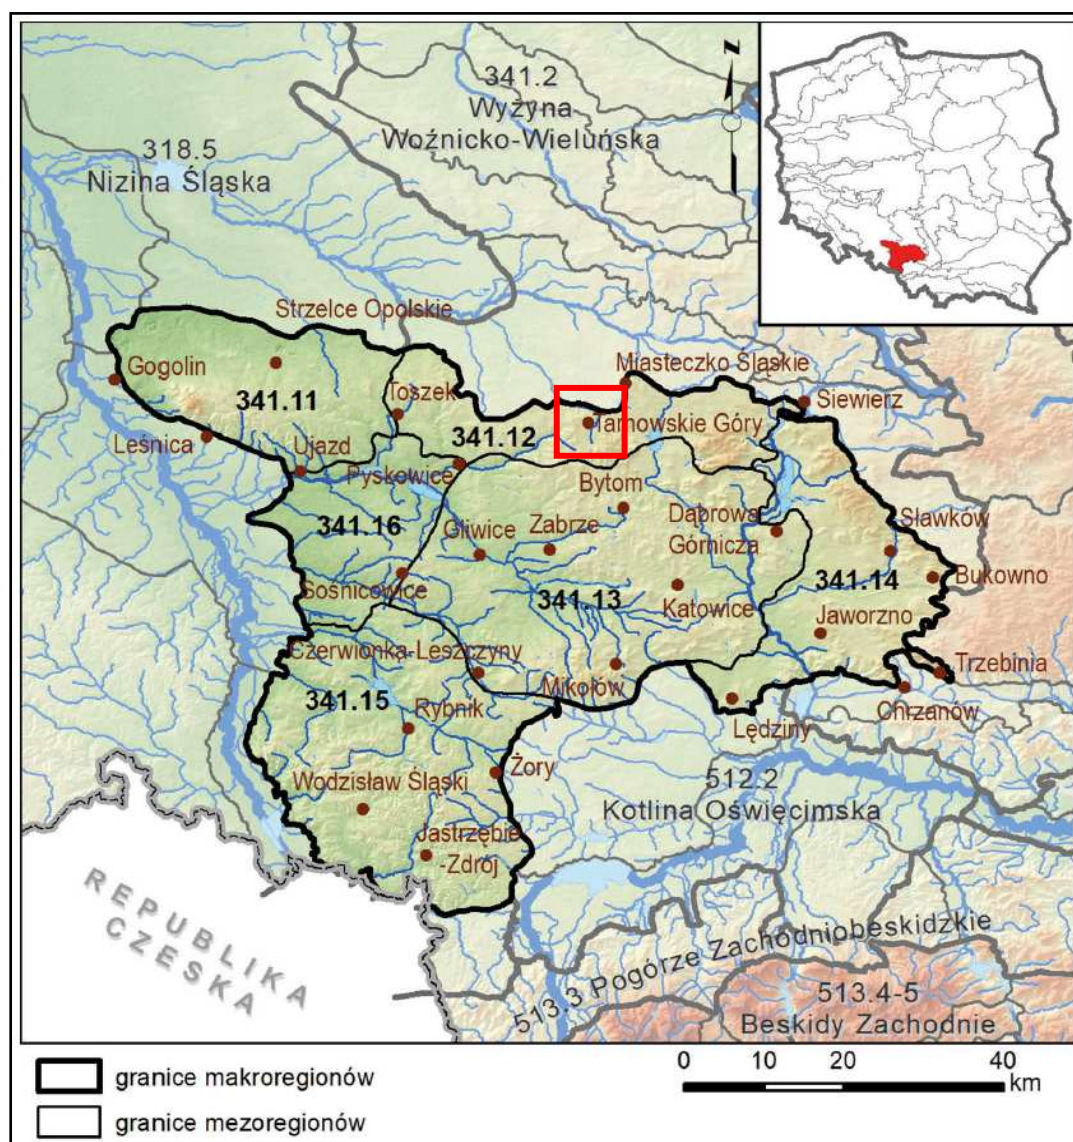 Z
341.2
Wyżyna
Woźnicko-Wieluńska
318.5
Nizina Śląska
Strzelce Opolskie
Miasteczko Śląskie
Gogolin
Toszek
Siewierz
341.11
Tarnowskie Góry
Leśnica
341.12
Ujazd
Pyskowice
Bytom
341.16
Gliwice
Zabrze
Dąbrowa
Górnicza
Sławków
341.14
Bukowno
Sośnicowice
341.13
Katowice
Jaworzno
Czerwionka-Leszczyny
Mikołów
Trzebinia
341.15
Rybnik
Chrzanów
Lędziny
Żory
Wodzisław Śląski
512.2
Kotlina Oświęcimska
Jastrzębie
-Zdrój
REPUBLIKA
CZESKA
513.3 Pogórze Zachodniobeskidzkie
513.4-5
Beskidy Zachodnie
granice makroregionów
granice mezoregionów
0 10 20 40
km